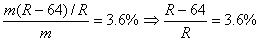 m(R−64)/R / m = 3.6% ⇒ R−64 / R = 3.6%